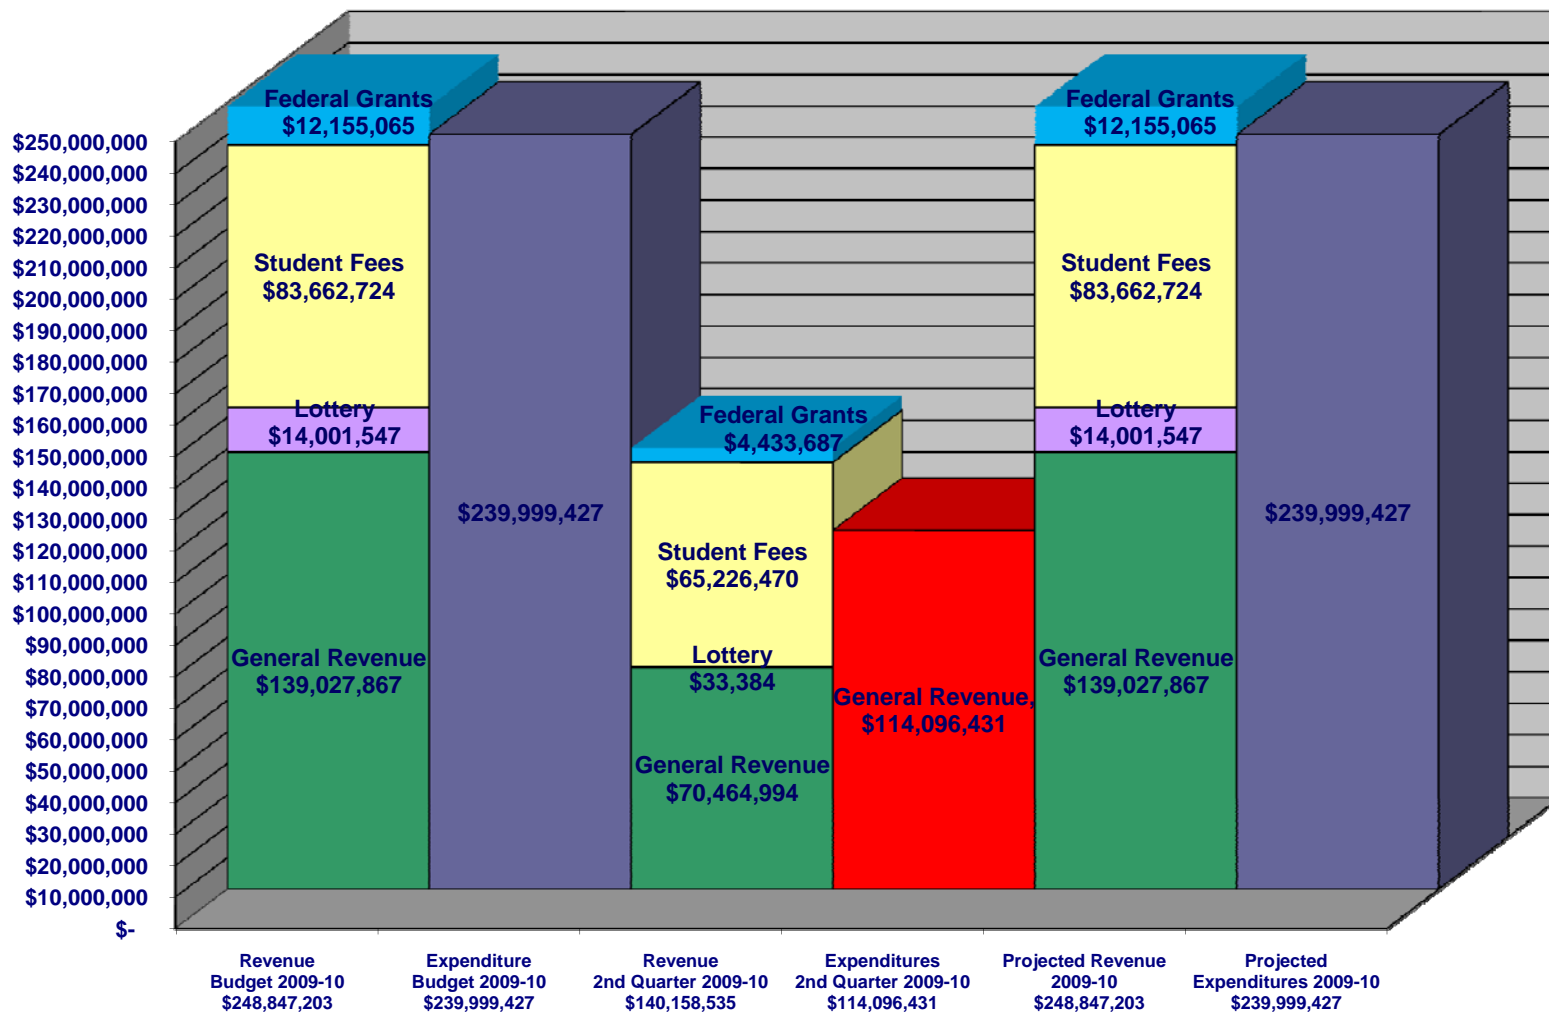 $250,000,000
$240,000,000
$230,000,000
$220,000,000
$210,000,000
$200,000,000
$190,000,000
$180,000,000
$170,000,000
$160,000,000
$150,000,000
$140,000,000
$130,000,000
$120,000,000
$110,000,000
$100,000,000
$90,000,000
$80,000,000
$70,000,000
$60,000,000
$50,000,000
$40,000,000
$30,000,000
$20,000,000
$10,000,000
$-
Federal Grants
$12,155,065
Student Fees
$83,662,724
Lottery
$14,001,547
General Revenue
$139,027,867
$239,999,427
Federal Grants
$4,433,687
Student Fees
$65,226,470
Lottery
$33,384
General Revenue
$70,464,994
General Revenue,
$114,096,431
Federal Grants
$12,155,065
Student Fees
$83,662,724
Lottery
$14,001,547
General Revenue
$139,027,867
$239,999,427
Revenue
Budget 2009-10
$248,847,203
Expenditure
Budget 2009-10
$239,999,427
Revenue
2nd Quarter 2009-10
$140,158,535
Expenditures
2nd Quarter 2009-10
$114,096,431
Projected Revenue
2009-10
$248,847,203
Projected
Expenditures 2009-10
$239,999,427